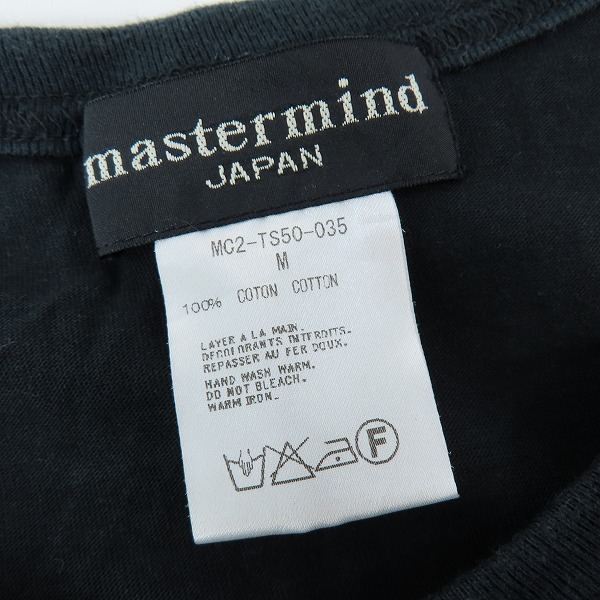 mastermind
JAPAN
MC2-TS50-035
M
100% COTON COTTON
LAYER A LA MAIN.
DECOLORANTS INTERDITS.
REPASSER AU FER DOUX.
HAND WASH WARM.
DO NOT BLEACH.
WARM IRON.
F